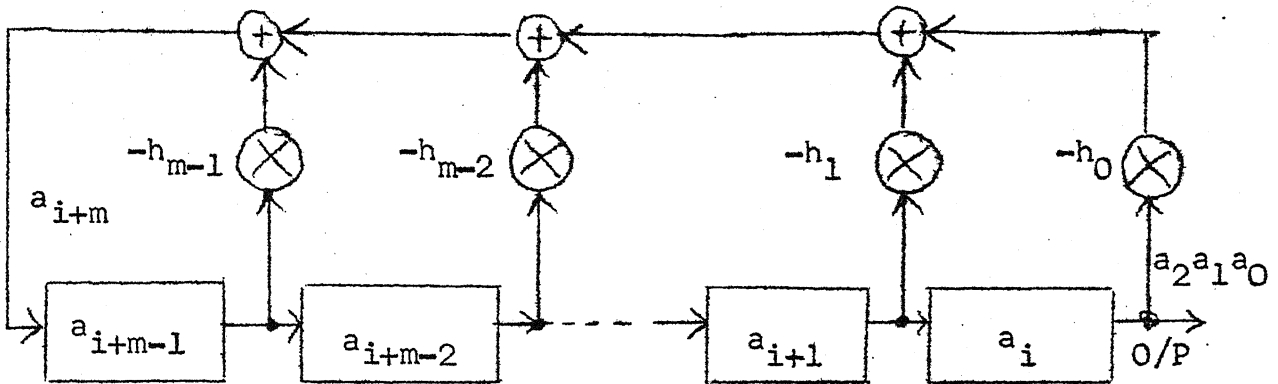 + + +
-h_{m-1} -h_{m-2} -h_1 -h_0
a_{i+m}
a_2a_1a_0
a_{i+m-1} a_{i+m-2} a_{i+1} a_i
O/P